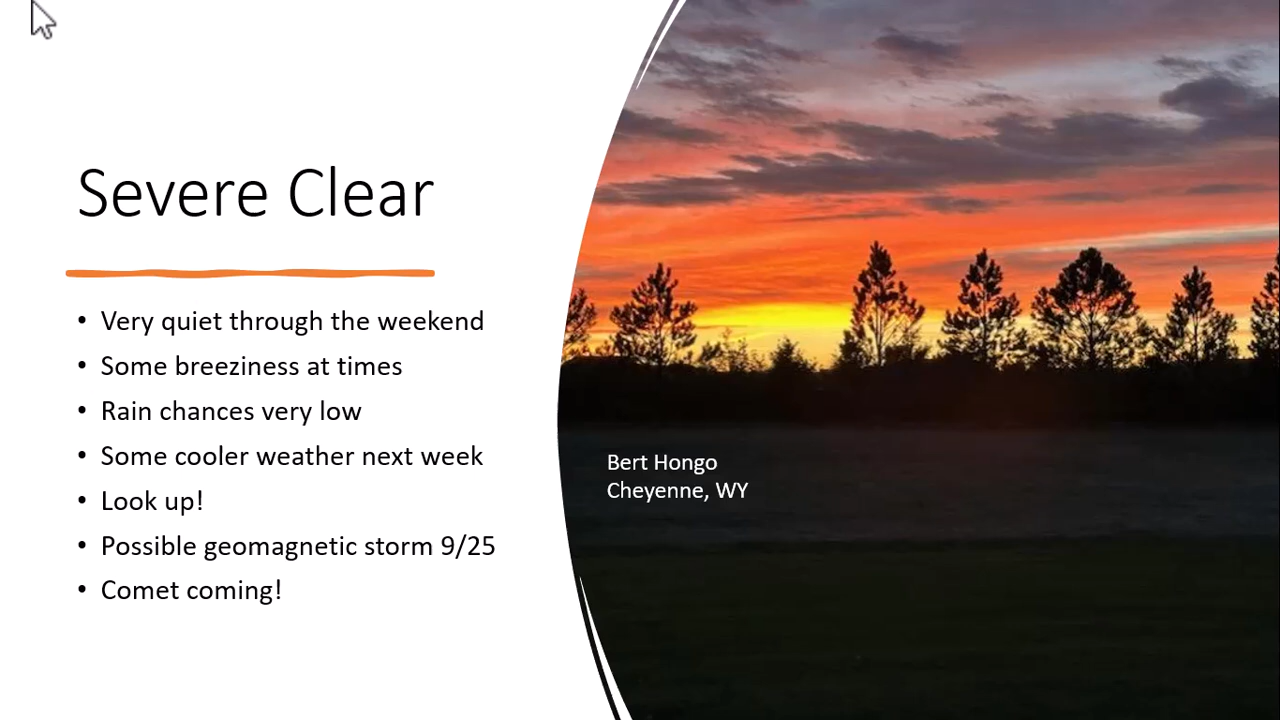 Severe Clear
• Very quiet through the weekend
• Some breeziness at times
• Rain chances very low
• Some cooler weather next week
• Look up!
• Possible geomagnetic storm 9/25
• Comet coming!
Bert Hongo
Cheyenne, WY